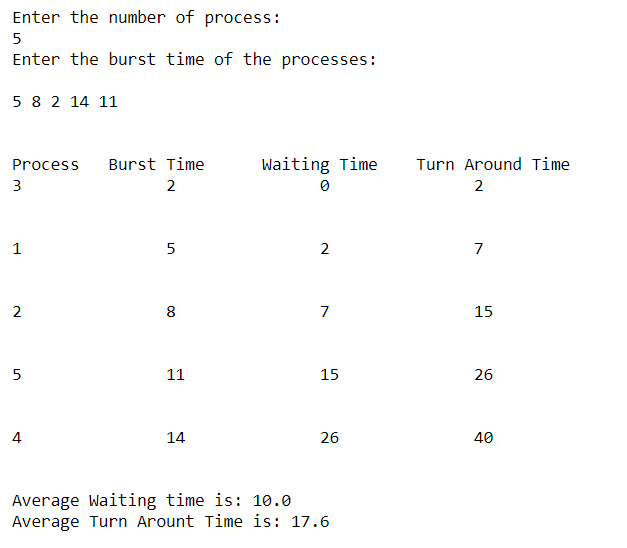 Enter the number of process:
5
Enter the burst time of the processes:
5 8 2 14 11
Process Burst Time Waiting Time Turn Around Time
3 2 0 2
1 5 2 7
2 8 7 15
5 11 15 26
4 14 26 40
Average Waiting time is: 10.0
Average Turn Arount Time is: 17.6